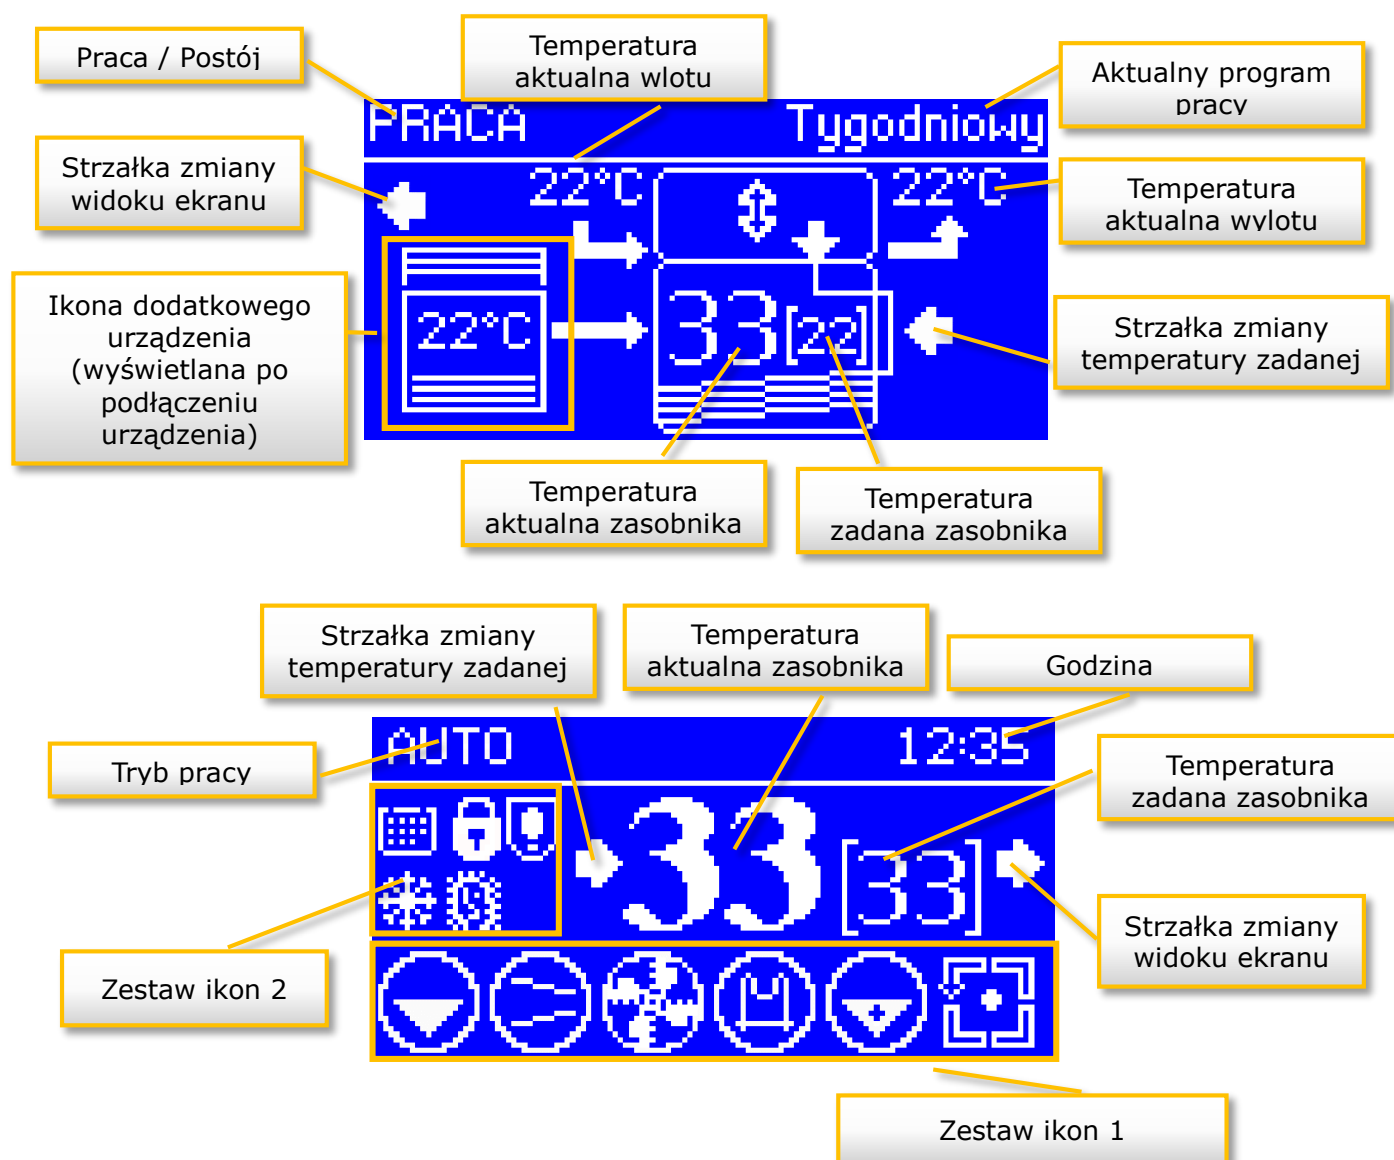 Praca / Postój
Temperatura
aktualna wlotu
Aktualny program
pracy
PRACA
Tygodniowy
Strzałka zmiany
widoku ekranu
22°C
22°C
Temperatura
aktualna wylotu
Ikona dodatkowego
urządzenia
(wyświetlana po
podłączeniu
urządzenia)
22°C
33
[22]
Strzałka zmiany
temperatury zadanej
Temperatura
aktualna zasobnika
Temperatura
zadana zasobnika
Strzałka zmiany
temperatury zadanej
Temperatura
aktualna zasobnika
Godzina
AUTO
12:35
Tryb pracy
Temperatura
zadana zasobnika
33
[33]
Strzałka zmiany
widoku ekranu
Zestaw ikon 2
Zestaw ikon 1